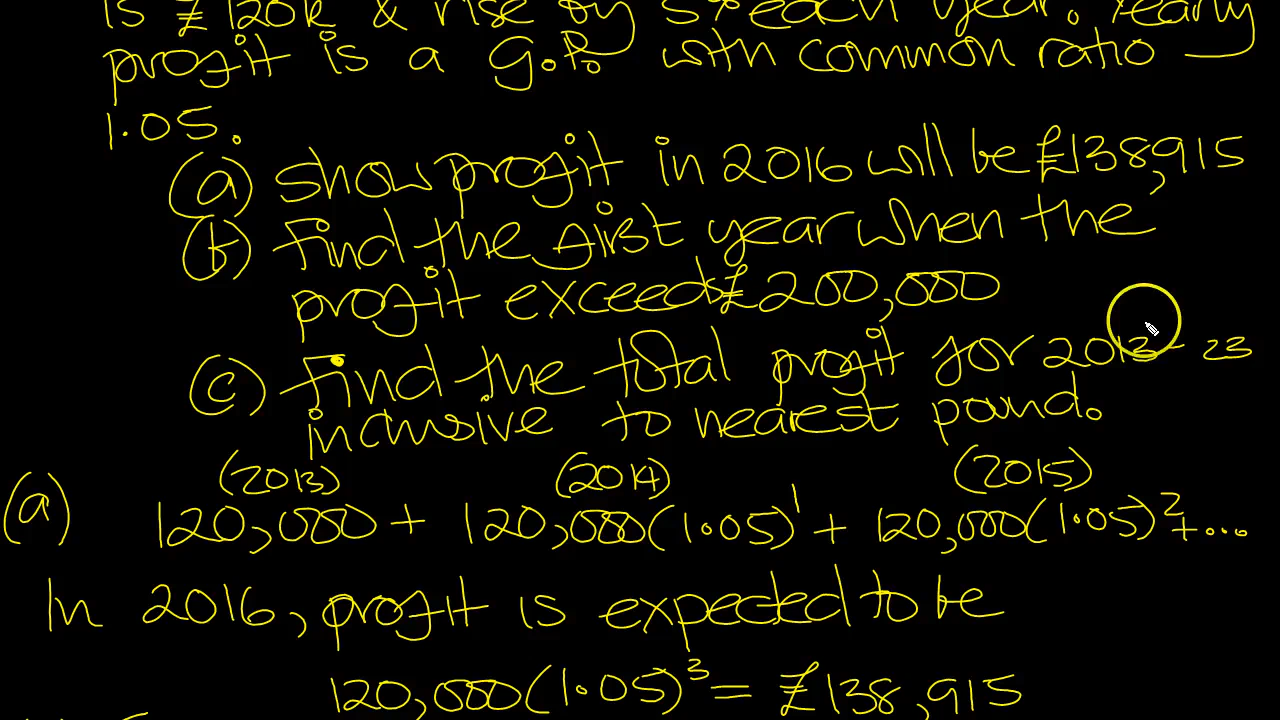 is £120k & rise by 5% each year. Yearly
profit is a G.P. with common ratio
1.05.
(a) show profit in 2016 will be £138,915
(b) Find the first year when the
profit exceeds £200,000
(c) Find the total profit for 2013 - 23
inclusive to nearest pound.
(2013) (2014) (2015)
(a) 120,000 + 120,000(1.05)¹ + 120,000(1.05)²+...
In 2016, profit is expected to be
120,000(1.05)³ = £138,915